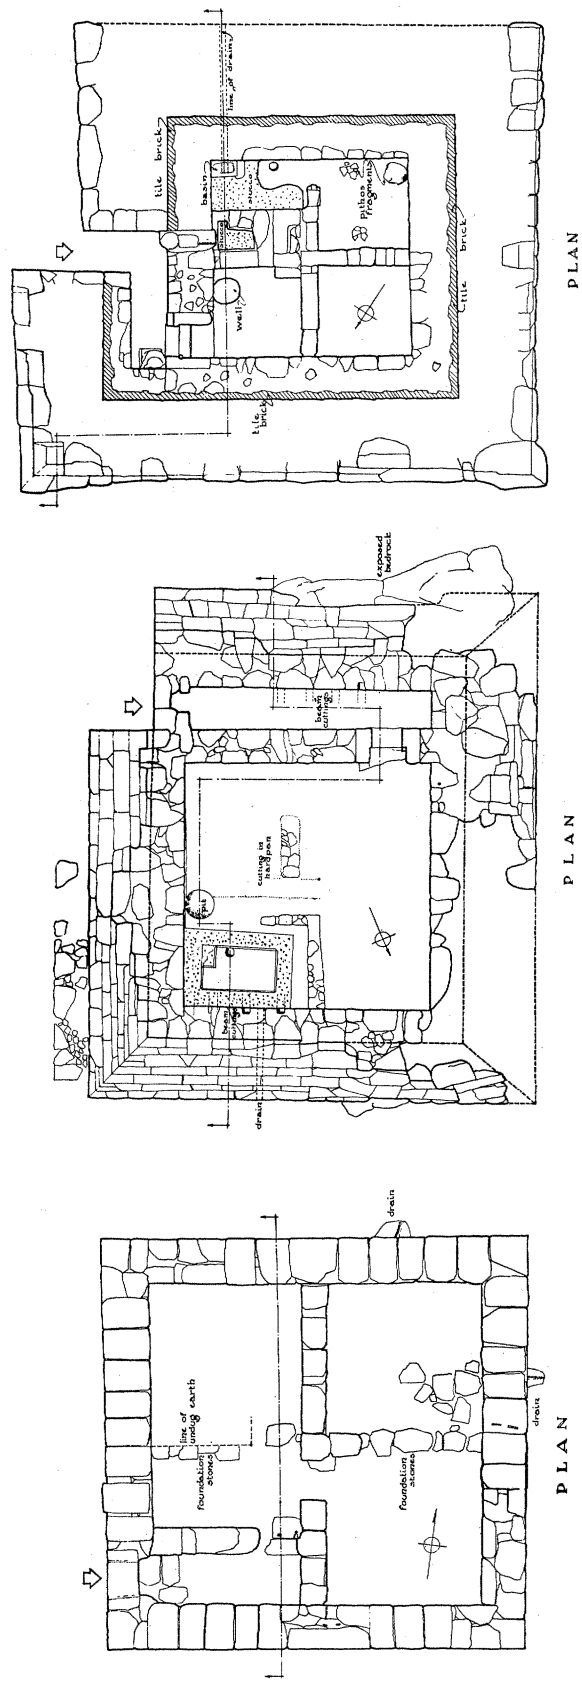 line of drain
tile brick
basin
stucco
stucco
pithos
fragments
well
tile brick
tile
brick
PLAN
exposed
bedrock
beam
cuttings
cutting in
hardpan
pit
beam
cuttings
drain
PLAN
drain
line of
undug earth
foundation
stones
foundation
stones
drain
PLAN